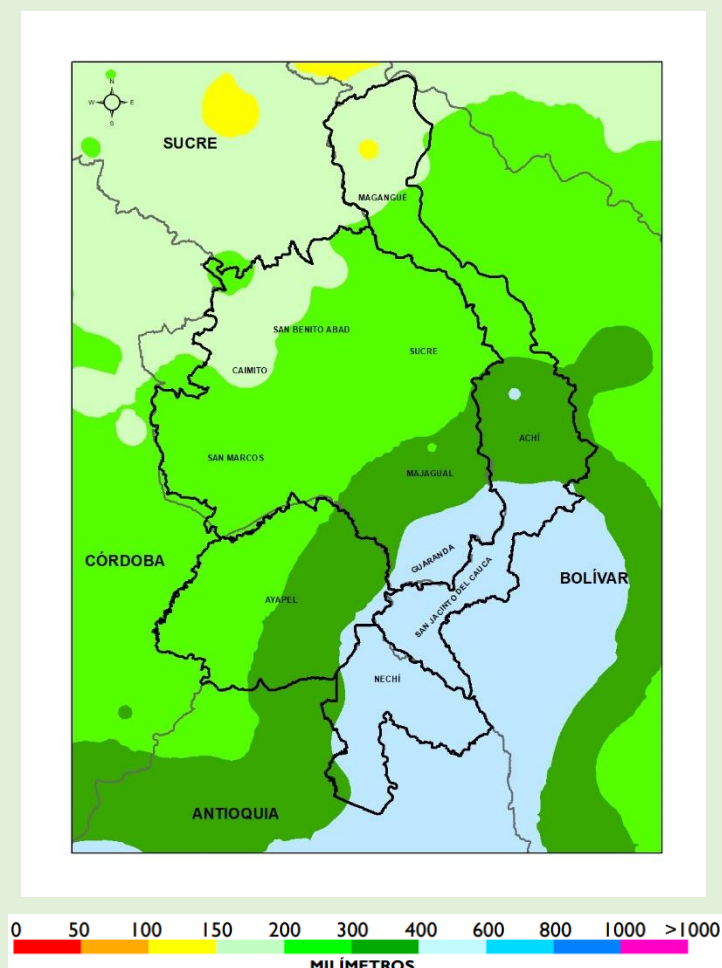 N
W E
S
SUCRE
MAGANGUÉ
SAN BENITO ABAD
SUCRE
CAIMITO
ACHÍ
SAN MARCOS
MAJAGUAL
CÓRDOBA
GUARANDA
BOLÍVAR
AYAPEL
SAN JACINTO DEL CAUCA
NECHÍ
ANTIOQUIA
0 50 100 150 200 300 400 600 800 1000 >1000
MILÍMETROS